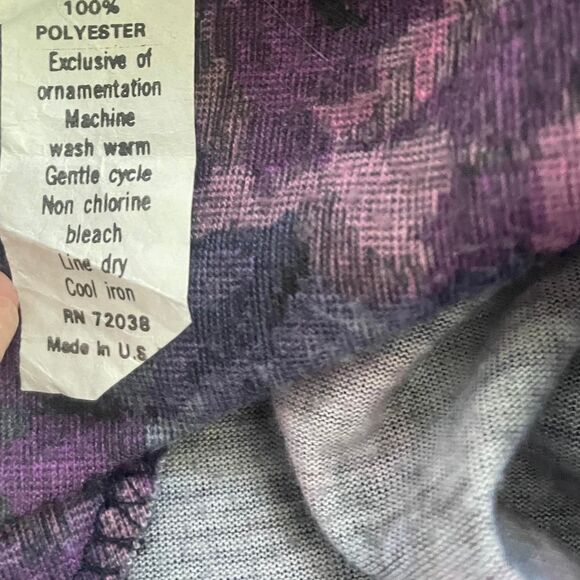 100%
POLYESTER
Exclusive of
ornamentation
Machine
wash warm
Gentle cycle
Non chlorine
bleach
Line dry
Cool iron
RN 72038
Made in U.S